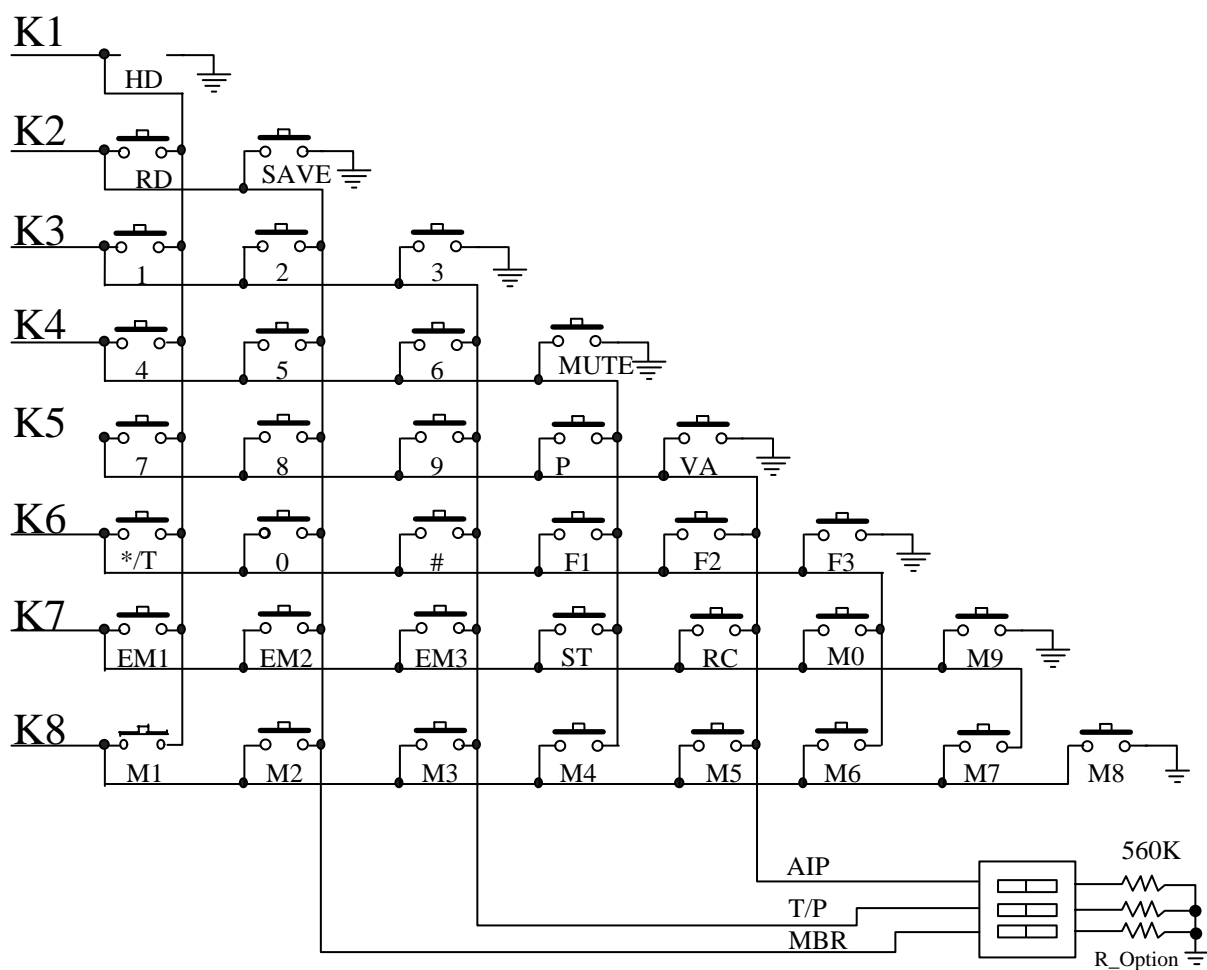 K1
HD
K2
RD SAVE
K3
1 2 3
K4
4 5 6 MUTE
K5
7 8 9 P VA
K6
*/T 0 # F1 F2 F3
K7
EM1 EM2 EM3 ST RC M0 M9
K8
M1 M2 M3 M4 M5 M6 M7 M8
560K
AIP
T/P
MBR
R_Option